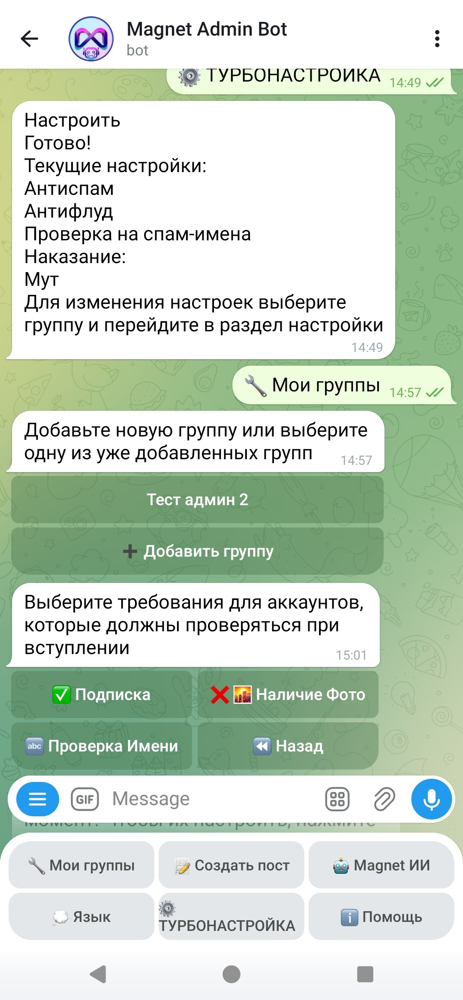 Magnet Admin Bot
bot
ТУРБОНАСТРОЙКА 14:49
Настроить
Готово!
Текущие настройки:
Антиспам
Антифлуд
Проверка на спам-имена
Наказание:
Мут
Для изменения настроек выберите
группу и перейдите в раздел настройки
14:49
Мои группы 14:57
Добавьте новую группу или выберите
одну из уже добавленных групп 14:57
Тест админ 2
Добавить группу
Выберите требования для аккаунтов,
которые должны проверяться при
вступлении 15:01
Подписка
Наличие Фото
abc Проверка Имени
Назад
GIF Message
Мои группы
Создать пост
Magnet ИИ
Язык
ТУРБОНАСТРОЙКА
Помощь